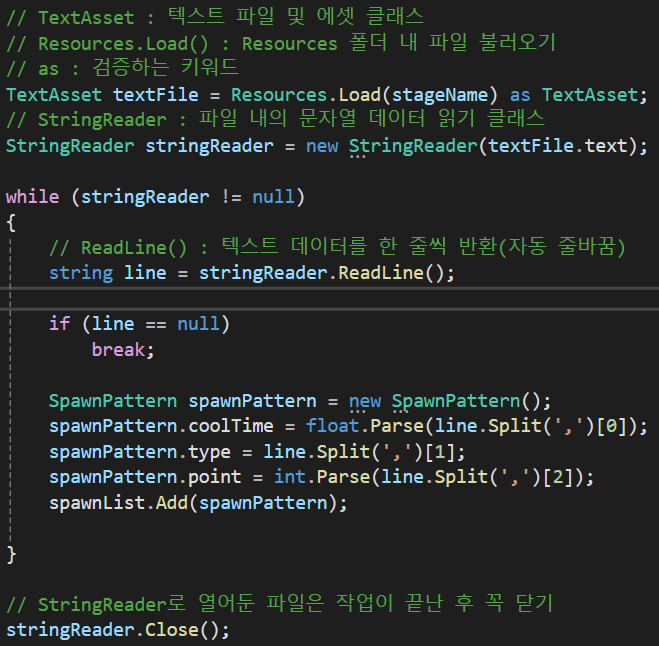 // TextAsset : 텍스트 파일 및 에셋 클래스
// Resources.Load() : Resources 폴더 내 파일 불러오기
// as : 검증하는 키워드
TextAsset textFile = Resources.Load(stageName) as TextAsset;
// StringReader : 파일 내의 문자열 데이터 읽기 클래스
StringReader stringReader = new StringReader(textFile.text);
while (stringReader != null)
{
// ReadLine() : 텍스트 데이터를 한 줄씩 반환(자동 줄바꿈)
string line = stringReader.ReadLine();
if (line == null)
break;
SpawnPattern spawnPattern = new SpawnPattern();
spawnPattern.coolTime = float.Parse(line.Split(',')[0]);
spawnPattern.type = line.Split(',')[1];
spawnPattern.point = int.Parse(line.Split(',')[2]);
spawnList.Add(spawnPattern);
}
// StringReader로 열어둔 파일은 작업이 끝난 후 꼭 닫기
stringReader.Close();